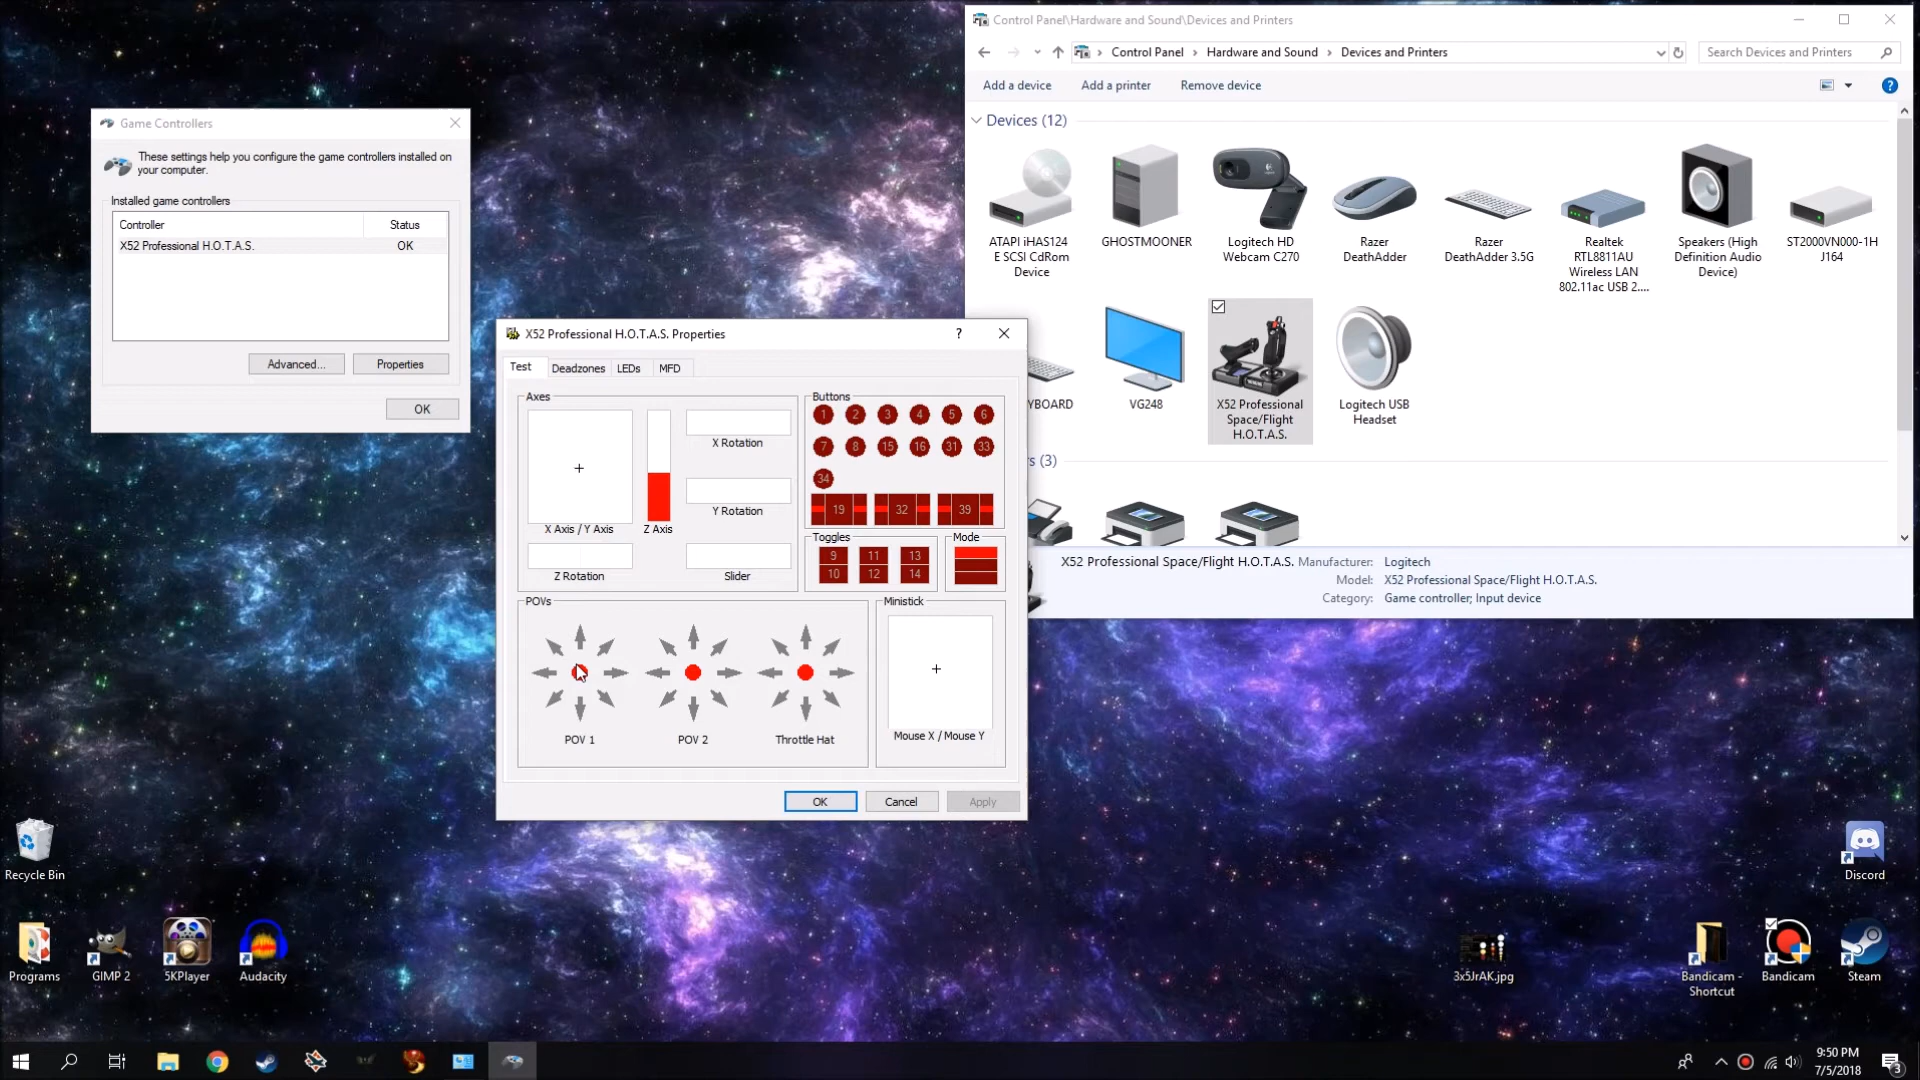 Control Panel\Hardware and Sound\Devices and Printers
Control Panel
Hardware and Sound
Devices and Printers
Search Devices and Printers
Add a device
Add a printer
Remove device
Devices (12)
ATAPI iHAS124
E SCSI CdRom
Device
GHOSTMOONER
Logitech HD
Webcam C270
Razer
DeathAdder
Razer
DeathAdder 3.5G
Realtek
RTL8811AU
Wireless LAN
802.11ac USB 2....
Speakers (High
Definition Audio
Device)
ST2000VN000-1H
J164
YBOARD
VG248
X52 Professional
Space/Flight
H.O.T.A.S.
Logitech USB
Headset
s (3)
X52 Professional Space/Flight H.O.T.A.S.
Manufacturer: Logitech
Model: X52 Professional Space/Flight H.O.T.A.S.
Category: Game controller; Input device
Game Controllers
These settings help you configure the game controllers installed on
your computer.
Installed game controllers
Controller Status
X52 Professional H.O.T.A.S. OK
Advanced...
Properties
OK
X52 Professional H.O.T.A.S. Properties
?
Test
Deadzones
LEDs
MFD
Axes
X Axis / Y Axis
Z Axis
X Rotation
Y Rotation
Z Rotation
Slider
Buttons
1 2 3 4 5 6
7 8 15 16 31 33
34
19 32 39
Toggles
9 11 13
10 12 14
Mode
POVs
POV 1
POV 2
Throttle Hat
Ministick
Mouse X / Mouse Y
OK
Cancel
Apply
Recycle Bin
Programs
GIMP 2
5KPlayer
Audacity
3x5JrAK.jpg
Bandicam -
Shortcut
Bandicam
Steam
Discord
9:50 PM
7/5/2018
3